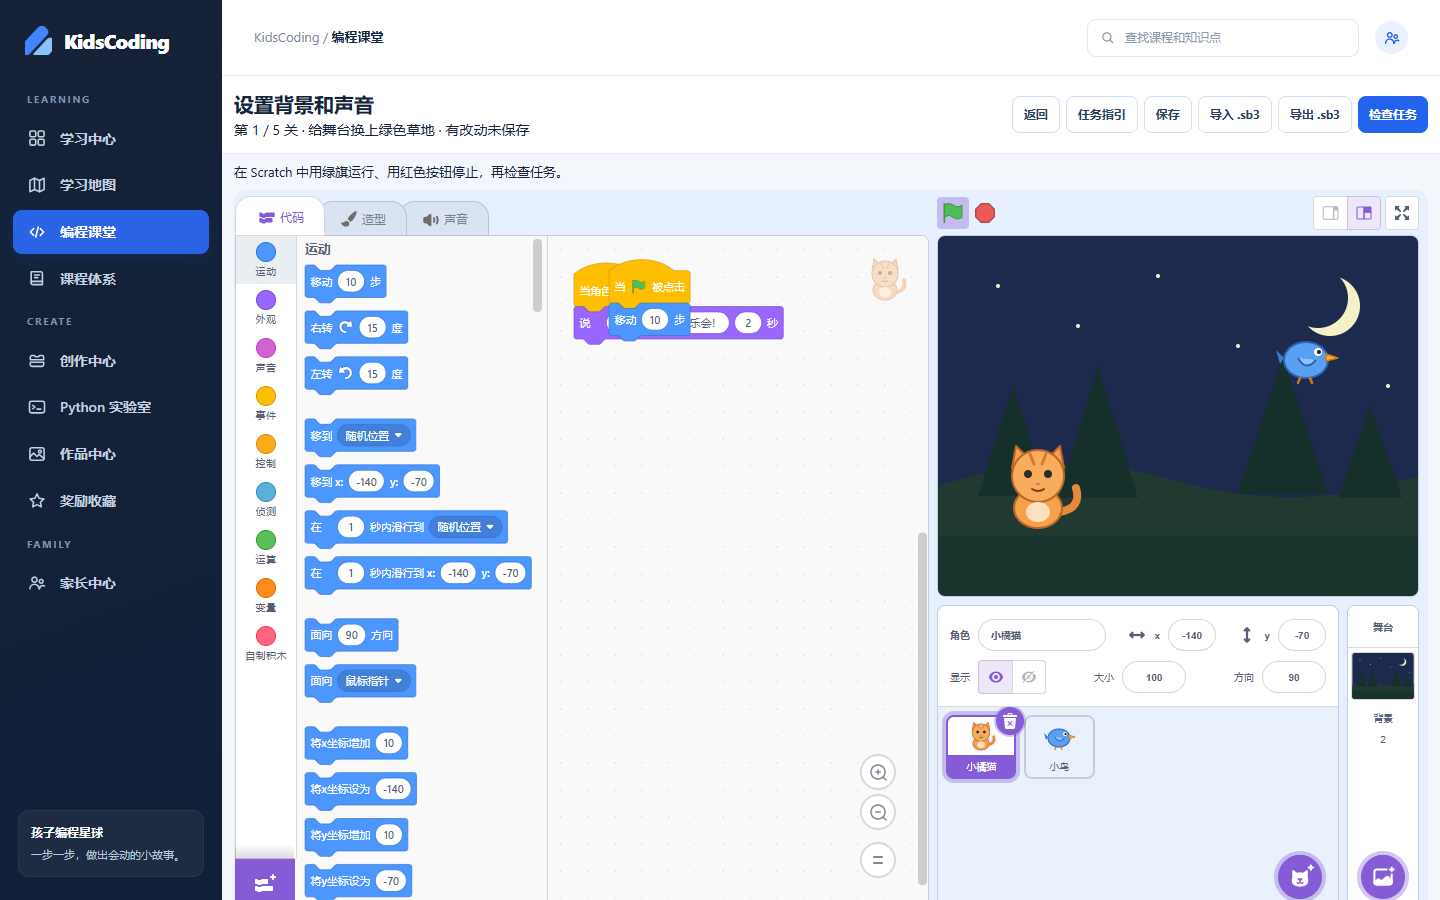 KidsCoding
LEARNING
学习中心
学习地图
编程课堂
课程体系
CREATE
创作中心
Python 实验室
作品中心
奖励收藏
FAMILY
家长中心
孩子编程星球
一步一步，做出会动的小故事。
KidsCoding / 编程课堂
查找课程和知识点
设置背景和声音
第 1 / 5 关 · 给舞台换上绿色草地 · 有改动未保存
返回
任务指引
保存
导入 .sb3
导出 .sb3
检查任务
在 Scratch 中用绿旗运行、用红色按钮停止，再检查任务。
代码
造型
声音
运动
外观
声音
事件
控制
侦测
运算
变量
自制积木
运动
移动 10 步
右转 15 度
左转 15 度
移到 随机位置
移到 x: -140 y: -70
在 1 秒内滑行到 随机位置
在 1 秒内滑行到 x: -140 y: -70
面向 90 方向
面向 鼠标指针
将x坐标增加 10
将x坐标设为 -140
将y坐标增加 10
将y坐标设为 -70
当角色
当 被点击
说
移动 10 步
乐会! 2 秒
角色 小橘猫 x -140 y -70
显示 大小 100 方向 90
小橘猫
小鸟
舞台
背景
2